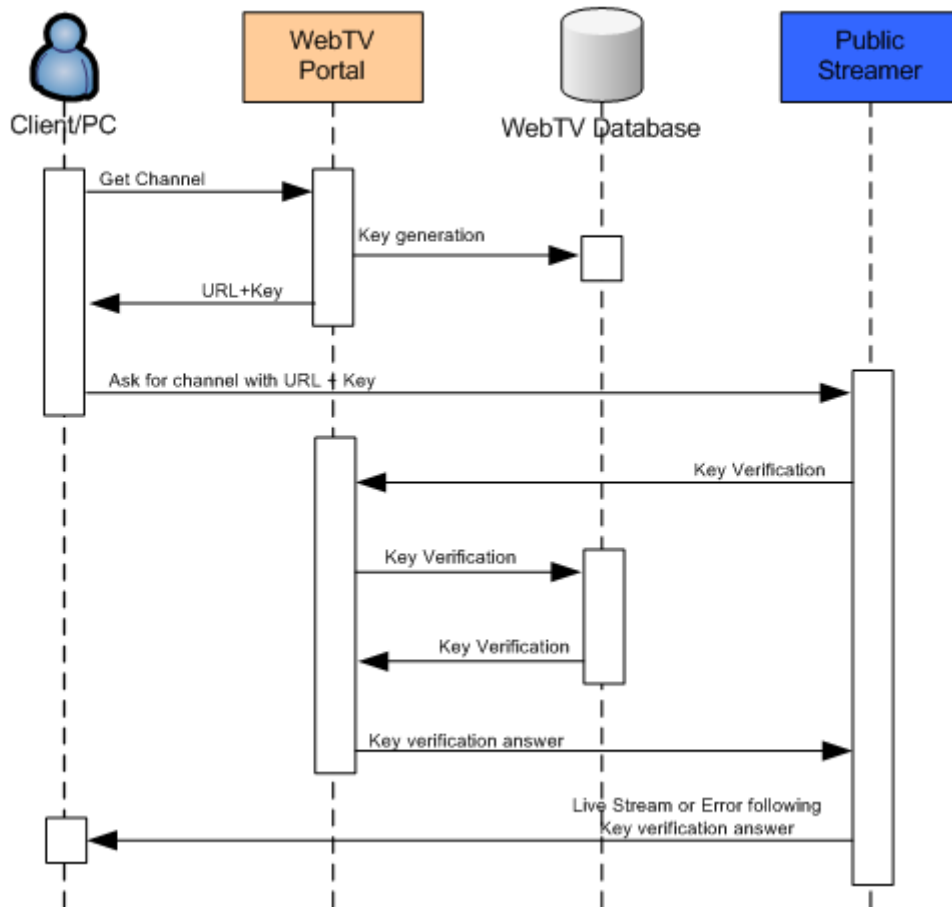 WebTV
Portal
Public
Streamer
Client/PC
WebTV Database
Get Channel
Key generation
URL+Key
Ask for channel with URL + Key
Key Verification
Key Verification
Key Verification
Key verification answer
Live Stream or Error following
Key verification answer